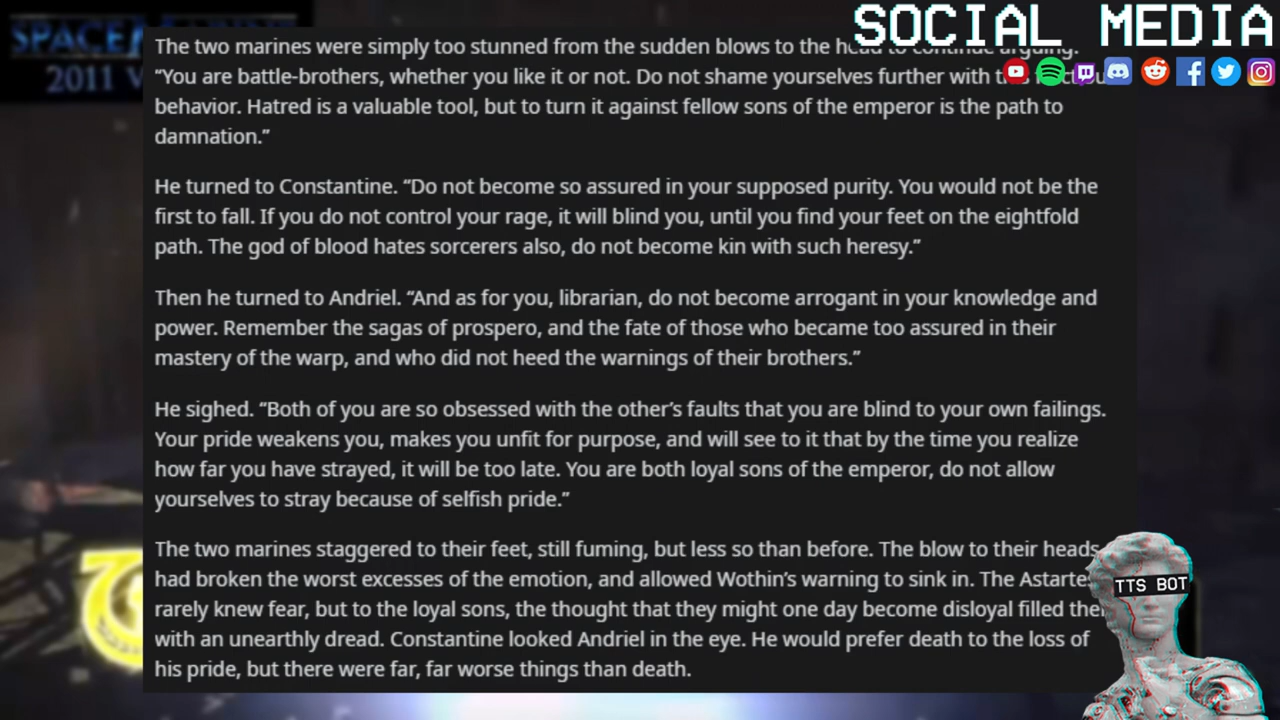 SOCIAL MEDIA
SPACE
2011 V
The two marines were simply too stunned from the sudden blows to the head to continue arguing.
“You are battle-brothers, whether you like it or not. Do not shame yourselves further with this
behavior. Hatred is a valuable tool, but to turn it against fellow sons of the emperor is the path to
damnation.”
He turned to Constantine. “Do not become so assured in your supposed purity. You would not be the
first to fall. If you do not control your rage, it will blind you, until you find your feet on the eightfold
path. The god of blood hates sorcerers also, do not become kin with such heresy.”
Then he turned to Andriel. “And as for you, librarian, do not become arrogant in your knowledge and
power. Remember the sagas of prospero, and the fate of those who became too assured in their
mastery of the warp, and who did not heed the warnings of their brothers.”
He sighed. “Both of you are so obsessed with the other’s faults that you are blind to your own failings.
Your pride weakens you, makes you unfit for purpose, and will see to it that by the time you realize
how far you have strayed, it will be too late. You are both loyal sons of the emperor, do not allow
yourselves to stray because of selfish pride.”
The two marines staggered to their feet, still fuming, but less so than before. The blow to their heads
had broken the worst excesses of the emotion, and allowed Wothin’s warning to sink in. The Astartes
rarely knew fear, but to the loyal sons, the thought that they might one day become disloyal filled them
with an unearthly dread. Constantine looked Andriel in the eye. He would prefer death to the loss of
his pride, but there were far, far worse things than death.
TTS BOT